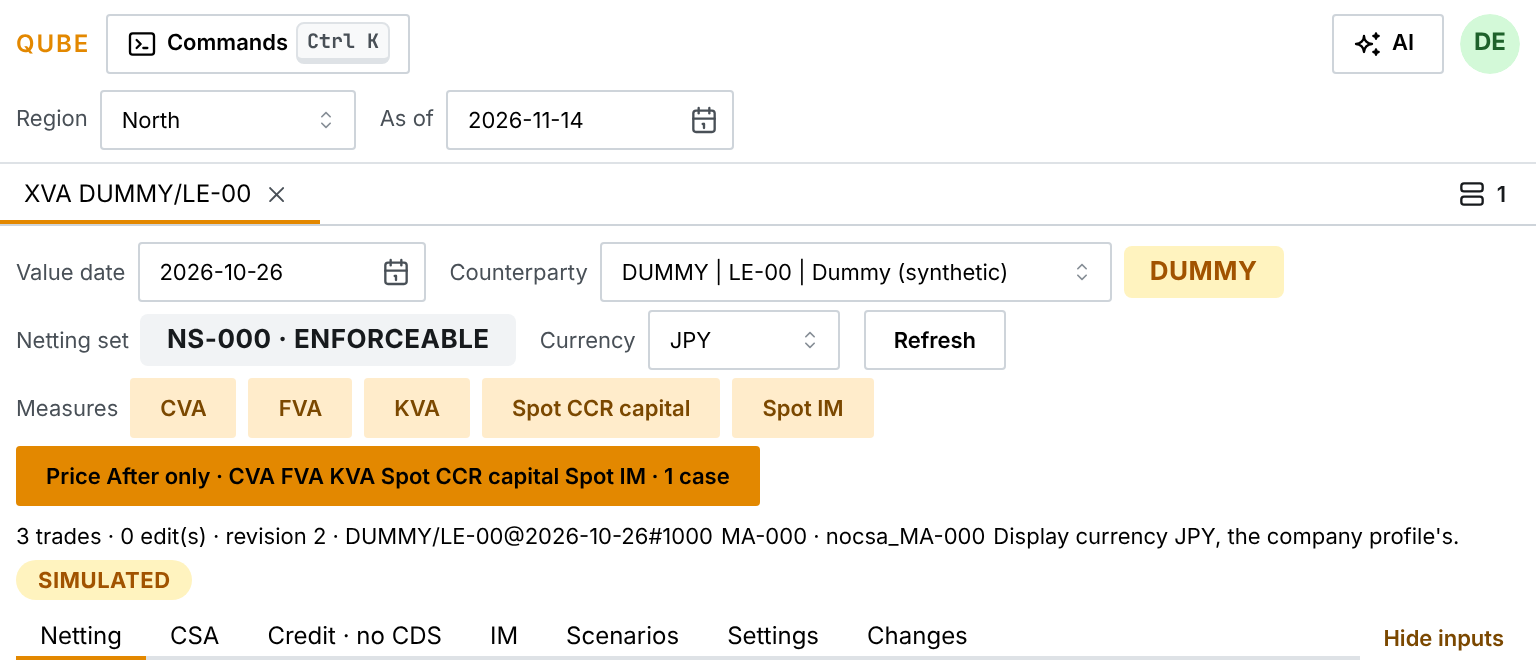 QUBE Commands Ctrl K AI DE
Region North As of 2026-11-14
XVA DUMMY/LE-00 1
Value date 2026-10-26 Counterparty DUMMY | LE-00 | Dummy (synthetic) DUMMY
Netting set NS-000 · ENFORCEABLE Currency JPY Refresh
Measures CVA FVA KVA Spot CCR capital Spot IM
Price After only · CVA FVA KVA Spot CCR capital Spot IM · 1 case
3 trades · 0 edit(s) · revision 2 · DUMMY/LE-00@2026-10-26#1000 MA-000 · nocsa_MA-000 Display currency JPY, the company profile's.
SIMULATED
Netting CSA Credit · no CDS IM Scenarios Settings Changes Hide inputs